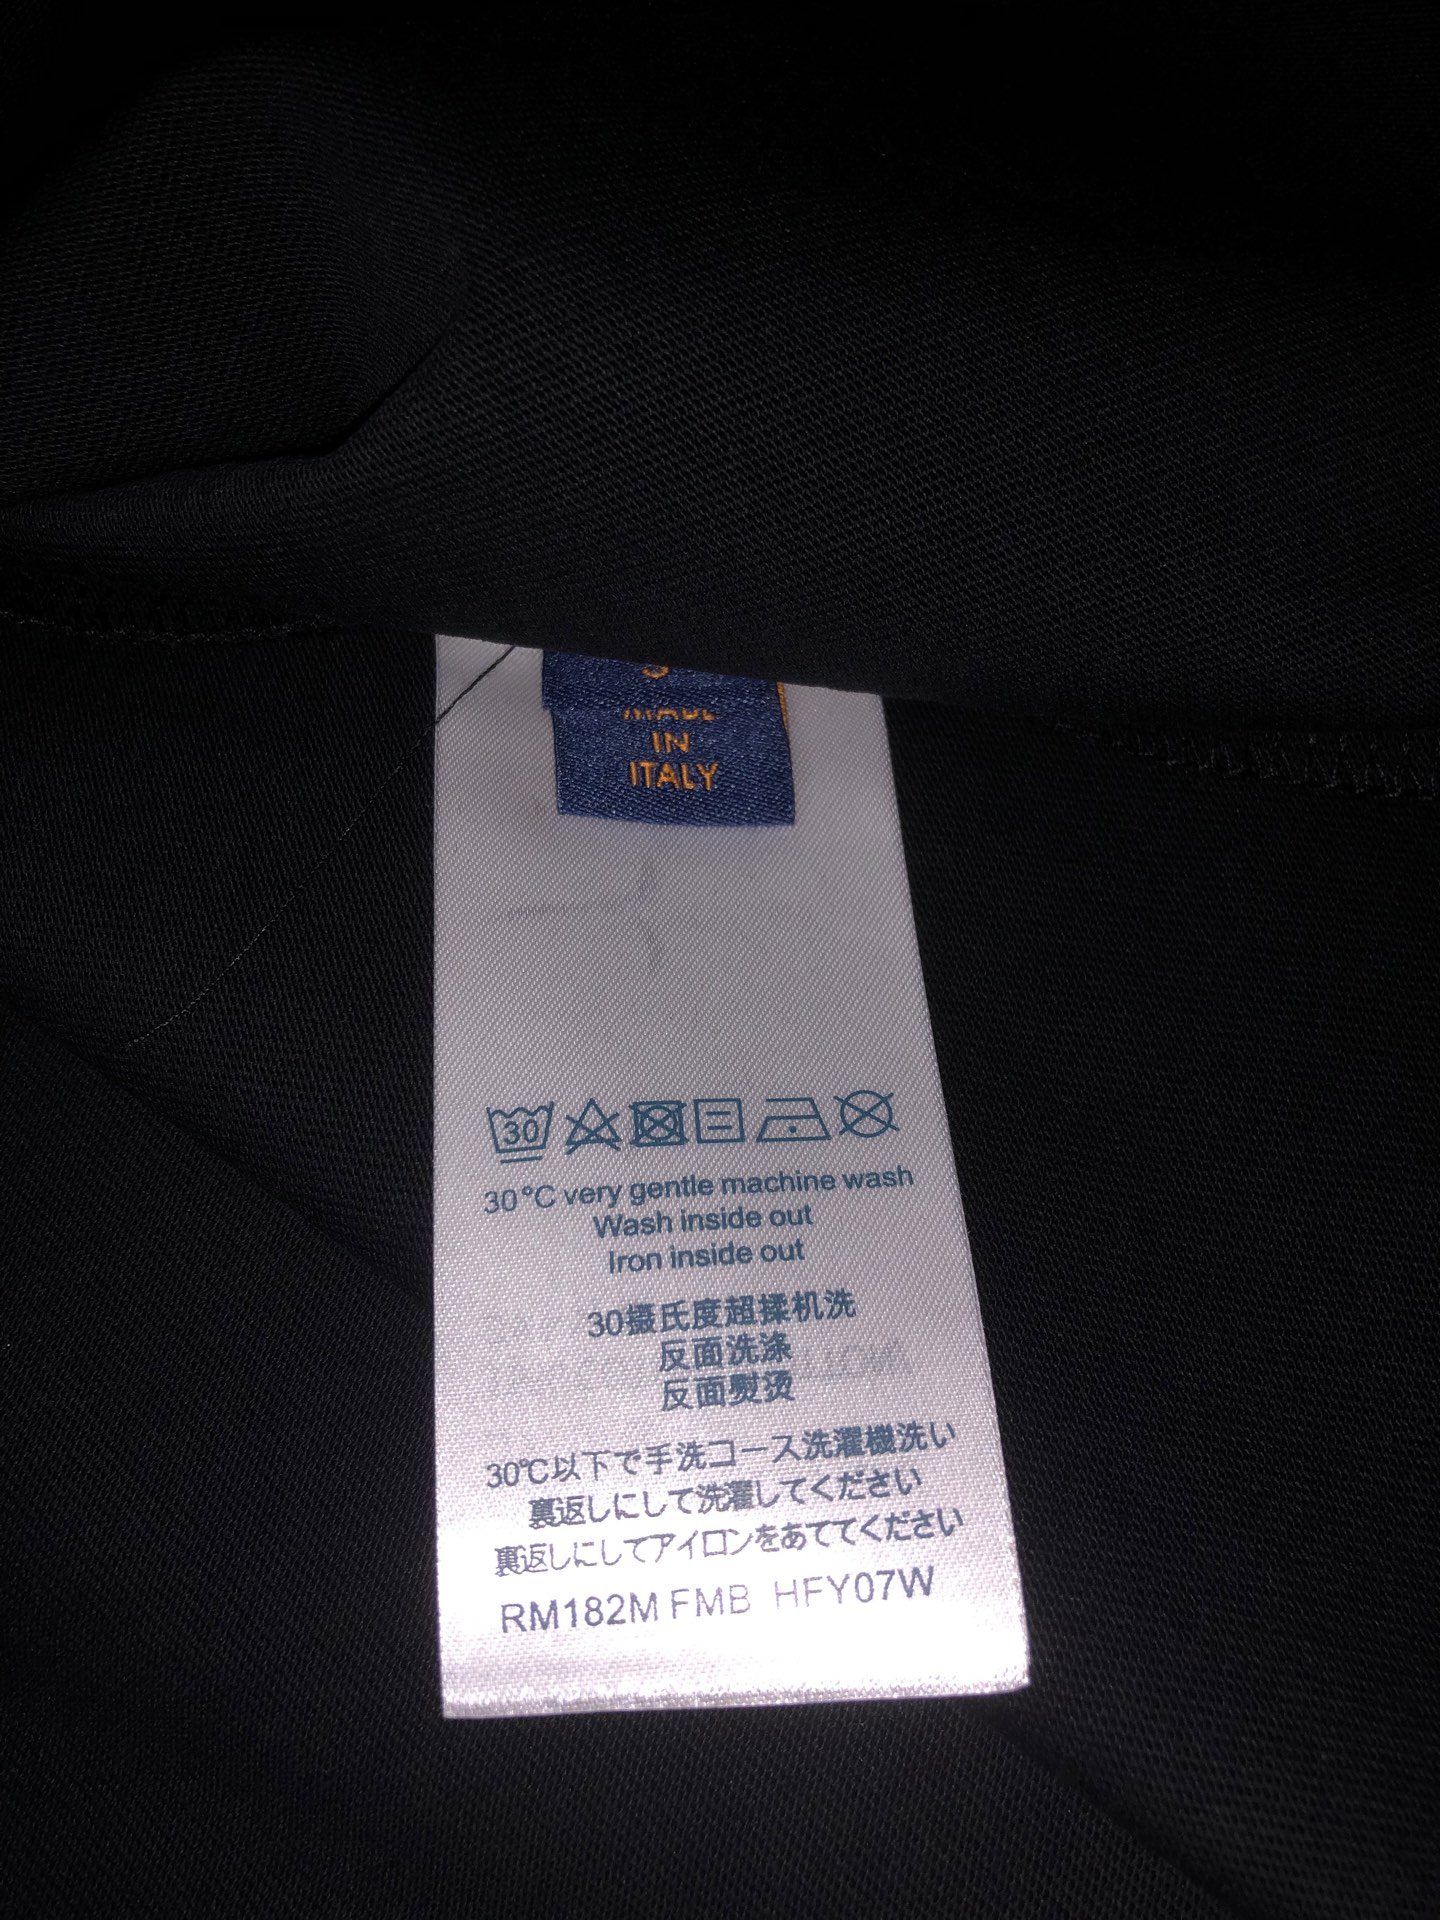 MADE
IN
ITALY
30
30°C very gentle machine wash
Wash inside out
Iron inside out
30摄氏度超揉机洗
反面洗涤
反面熨烫
30℃以下で手洗コース洗濯機洗い
裏返しにして洗濯してください
裏返しにしてアイロンをあててください
RM182M FMB HFY07W